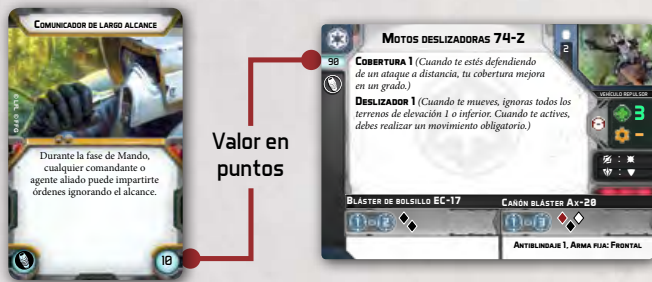 COMUNICADOR DE LARGO ALCANCE
Durante la fase de Mando,
cualquier comandante o
agente aliado puede impartirte
órdenes ignorando el alcance.
10
Valor en
puntos
90
MOTOS DESLIZADORAS 74-Z
2
COBERTURA 1 (Cuando te estés defendiendo
de un ataque a distancia, tu cobertura mejora
en un grado.)
DESLIZADOR 1 (Cuando te mueves, ignoras todos los
terrenos de elevación 1 o inferior. Cuando te actives,
debes realizar un movimiento obligatorio.)
VEHÍCULO REPULSOR
3
–
:
:
BLÁSTER DE BOLSILLO EC-17
1 - 2
CAÑÓN BLÁSTER AX-20
1 - 3
ANTIBLINDAJE 1, ARMA FIJA: FRONTAL